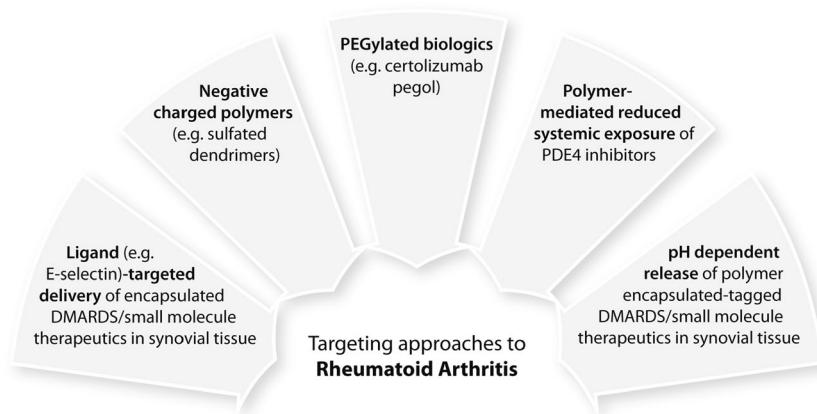 Ligand (e.g.
E-selectin)-targeted
delivery of encapsulated
DMARDS/small molecule
therapeutics in synovial tissue
Negative
charged polymers
(e.g. sulfated
dendrimers)
PEGylated biologics
(e.g. certolizumab
pegol)
Polymer-
mediated reduced
systemic exposure of
PDE4 inhibitors
pH dependent
release of polymer
encapsulated-tagged
DMARDS/small molecule
therapeutics in synovial tissue
Targeting approaches to
Rheumatoid Arthritis